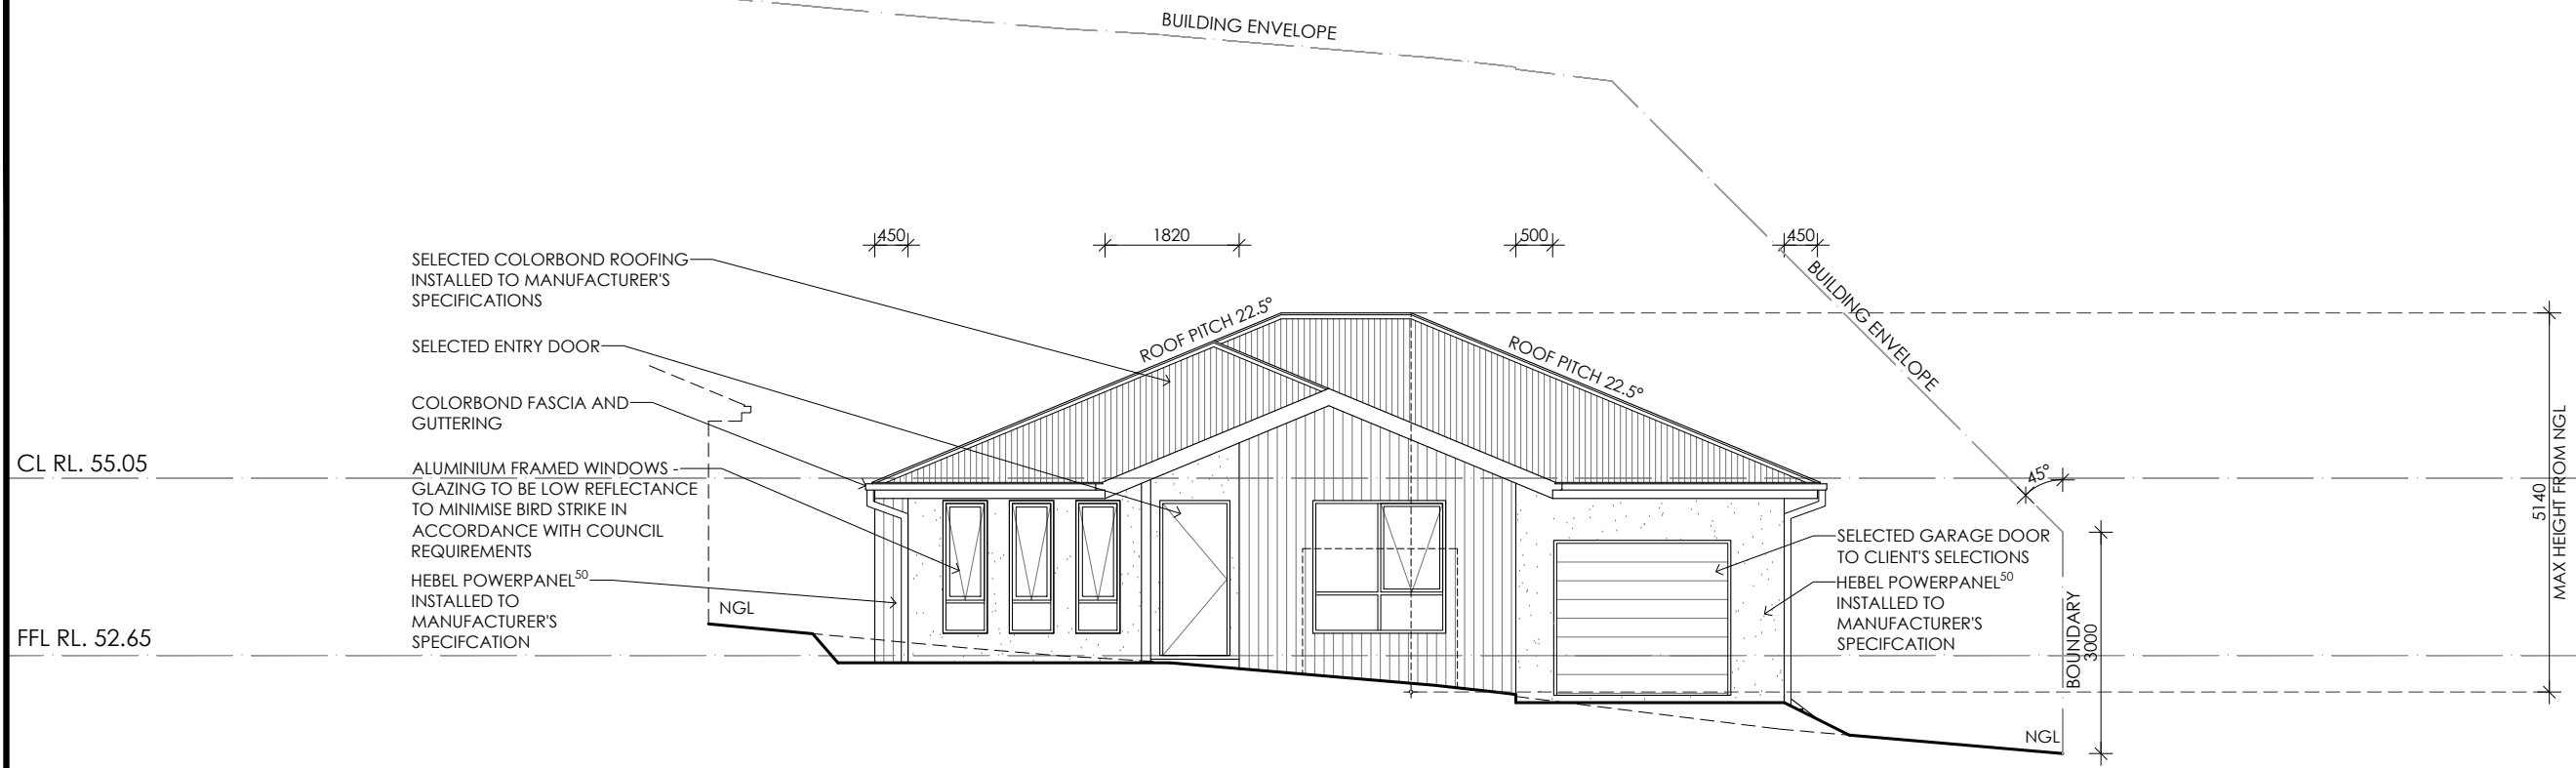 BUILDING ENVELOPE
450
1820
500
450
SELECTED COLORBOND ROOFING
INSTALLED TO MANUFACTURER'S
SPECIFICATIONS
BUILDING ENVELOPE
ROOF PITCH 22.5°
ROOF PITCH 22.5°
SELECTED ENTRY DOOR
COLORBOND FASCIA AND
GUTTERING
CL RL. 55.05
ALUMINIUM FRAMED WINDOWS -
GLAZING TO BE LOW REFLECTANCE
TO MINIMISE BIRD STRIKE IN
ACCORDANCE WITH COUNCIL
REQUIREMENTS
45°
5140
MAX HEIGHT FROM NGL
SELECTED GARAGE DOOR
TO CLIENT'S SELECTIONS
HEBEL POWERPANEL50
INSTALLED TO
MANUFACTURER'S
SPECIFCATION
HEBEL POWERPANEL50
INSTALLED TO
MANUFACTURER'S
SPECIFCATION
NGL
FFL RL. 52.65
BOUNDARY
3000
NGL